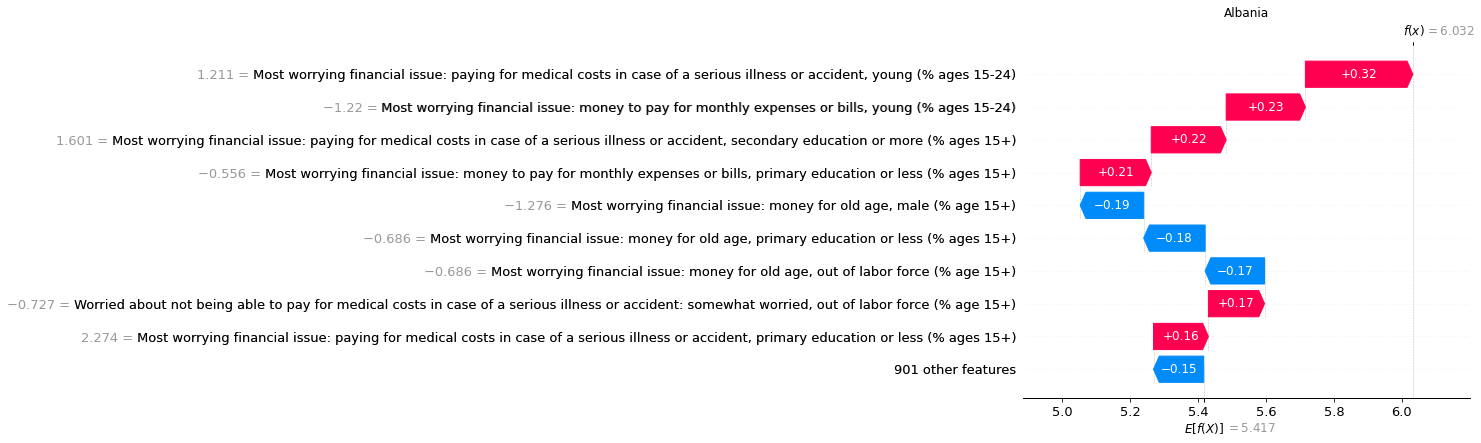 Albania
f(x) = 6.032
1.211 = Most worrying financial issue: paying for medical costs in case of a serious illness or accident, young (% ages 15-24)
+0.32
−1.22 = Most worrying financial issue: money to pay for monthly expenses or bills, young (% ages 15-24)
+0.23
1.601 = Most worrying financial issue: paying for medical costs in case of a serious illness or accident, secondary education or more (% ages 15+)
+0.22
−0.556 = Most worrying financial issue: money to pay for monthly expenses or bills, primary education or less (% ages 15+)
+0.21
−1.276 = Most worrying financial issue: money for old age, male (% age 15+)
−0.19
−0.686 = Most worrying financial issue: money for old age, primary education or less (% ages 15+)
−0.18
−0.686 = Most worrying financial issue: money for old age, out of labor force (% age 15+)
−0.17
−0.727 = Worried about not being able to pay for medical costs in case of a serious illness or accident: somewhat worried, out of labor force (% age 15+)
+0.17
2.274 = Most worrying financial issue: paying for medical costs in case of a serious illness or accident, primary education or less (% ages 15+)
+0.16
901 other features
−0.15
5.0 5.2 5.4 5.6 5.8 6.0
E[f(X)] = 5.417